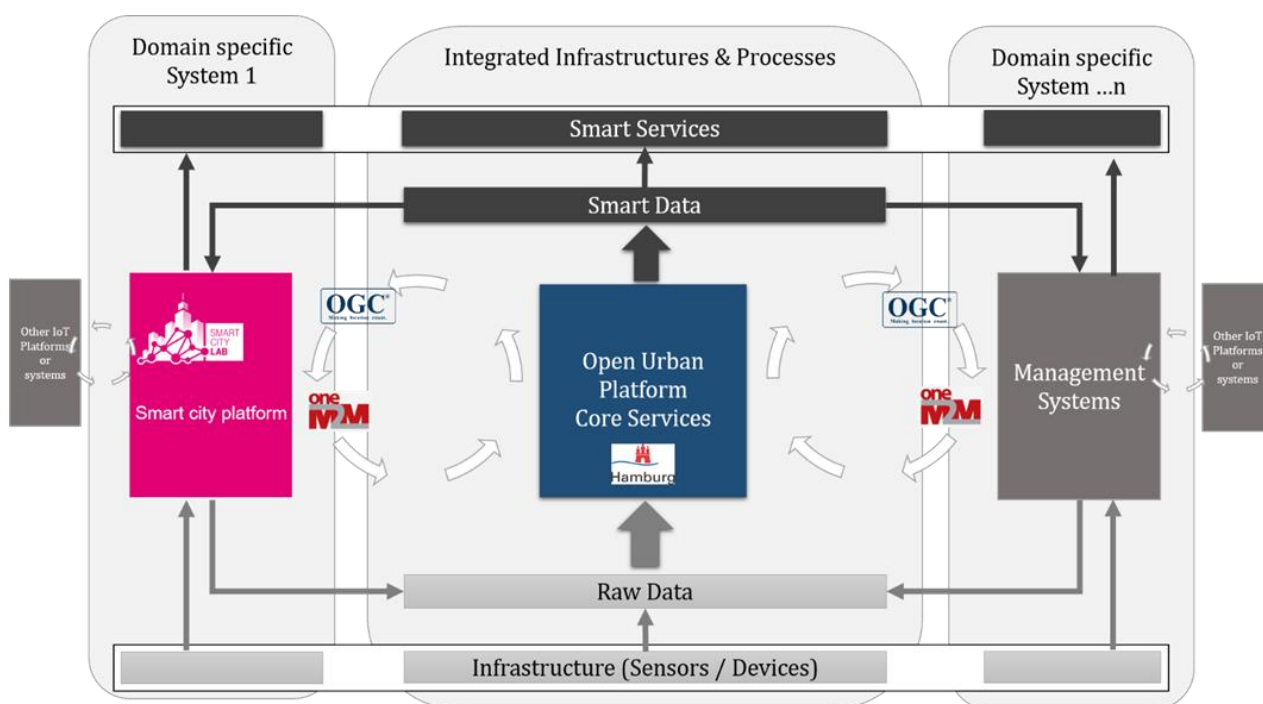 Domain specific
System 1
Integrated Infrastructures & Processes
Domain specific
System ...n
Smart Services
Smart Data
Other IoT
Platforms
or
systems
SMART
CITY
LAB
Smart city platform
OGC®
Making location count.
one
M2M
Open Urban
Platform
Core Services
Hamburg
OGC®
Making location count.
one
M2M
Management
Systems
Other IoT
Platforms
or
systems
Raw Data
Infrastructure (Sensors / Devices)